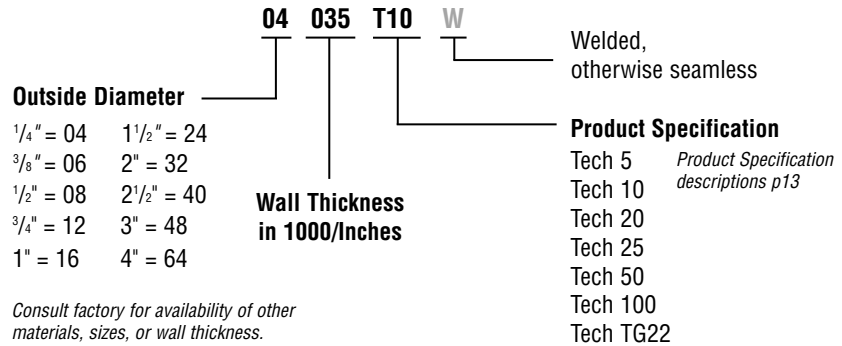 04 035 T10 W
Welded,
otherwise seamless
Outside Diameter
1/4" = 04 1 1/2" = 24
3/8" = 06 2" = 32
1/2" = 08 2 1/2" = 40
3/4" = 12 3" = 48
1" = 16 4" = 64
Consult factory for availability of other
materials, sizes, or wall thickness.
Wall Thickness
in 1000/Inches
Product Specification
Tech 5
Tech 10
Tech 20
Tech 25
Tech 50
Tech 100
Tech TG22
Product Specification
descriptions p13